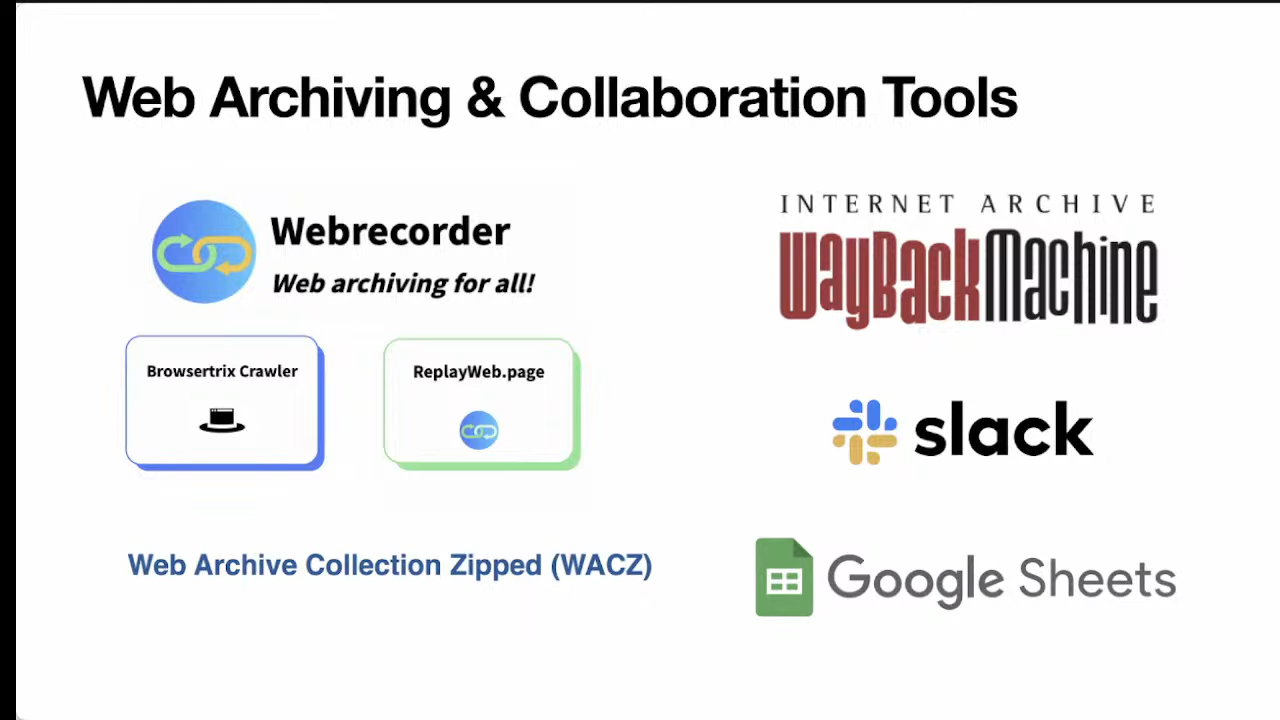 Web Archiving & Collaboration Tools
Webrecorder
Web archiving for all!
Browsertrix Crawler
ReplayWeb.page
Web Archive Collection Zipped (WACZ)
INTERNET ARCHIVE
WayBackMachine
slack
Google Sheets